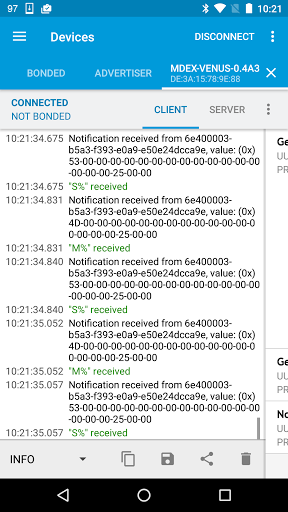 97 10:21
Devices DISCONNECT
BONDED ADVERTISER MDEX-VENUS-0.4A3
DE:3A:15:78:9E:88
CONNECTED
NOT BONDED CLIENT SERVER
10:21:34.675 Notification received from 6e400003-
b5a3-f393-e0a9-e50e24dcca9e, value: (0x)
53-00-00-00-00-00-00-00-00-00-00-00-00
-00-00-00-25-00-00
10:21:34.675 "S%" received
10:21:34.831 Notification received from 6e400003-
b5a3-f393-e0a9-e50e24dcca9e, value: (0x)
4D-00-00-00-00-00-00-00-00-00-00-00-0
0-00-00-00-25-00-00
10:21:34.831 "M%" received
10:21:34.840 Notification received from 6e400003-
b5a3-f393-e0a9-e50e24dcca9e, value: (0x)
53-00-00-00-00-00-00-00-00-00-00-00-00
-00-00-00-25-00-00
10:21:34.840 "S%" received
10:21:35.052 Notification received from 6e400003-
b5a3-f393-e0a9-e50e24dcca9e, value: (0x)
4D-00-00-00-00-00-00-00-00-00-00-00-0
0-00-00-00-25-00-00
10:21:35.052 "M%" received
10:21:35.057 Notification received from 6e400003-
b5a3-f393-e0a9-e50e24dcca9e, value: (0x)
53-00-00-00-00-00-00-00-00-00-00-00-00
-00-00-00-25-00-00
10:21:35.057 "S%" received
Ge
UU
PR
Ge
UU
PR
No
UU
PR
INFO